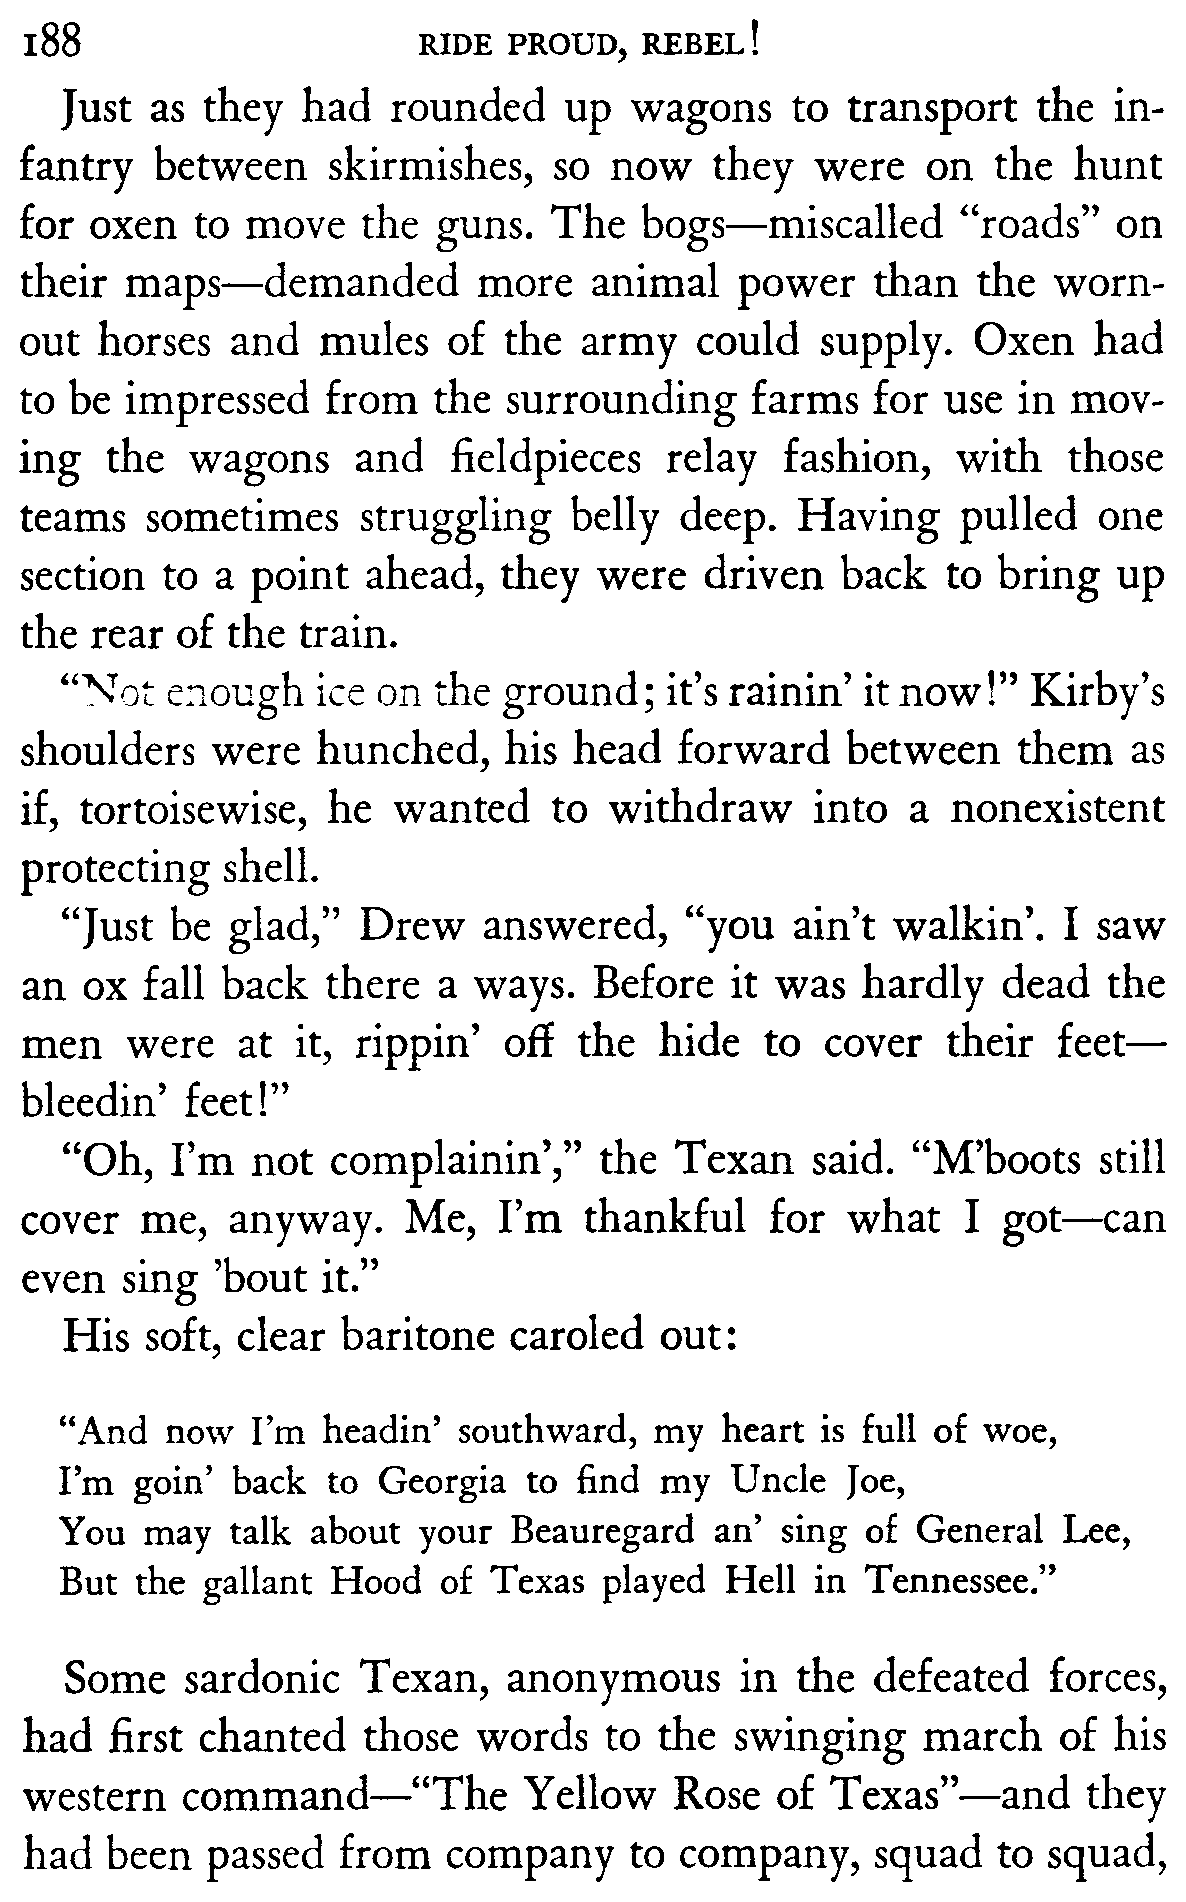 188 RIDE PROUD, REBEL!
Just as they had rounded up wagons to transport the in-
fantry between skirmishes, so now they were on the hunt
for oxen to move the guns. The bogs—miscalled “roads” on
their maps—demanded more animal power than the worn-
out horses and mules of the army could supply. Oxen had
to be impressed from the surrounding farms for use in mov-
ing the wagons and fieldpieces relay fashion, with those
teams sometimes struggling belly deep. Having pulled one
section to a point ahead, they were driven back to bring up
the rear of the train.
“Not enough ice on the ground; it’s rainin’ it now!” Kirby’s
shoulders were hunched, his head forward between them as
if, tortoisewise, he wanted to withdraw into a nonexistent
protecting shell.
“Just be glad,” Drew answered, “you ain’t walkin’. I saw
an ox fall back there a ways. Before it was hardly dead the
men were at it, rippin’ off the hide to cover their feet—
bleedin’ feet!”
“Oh, I’m not complainin’,” the Texan said. “M’boots still
cover me, anyway. Me, I’m thankful for what I got—can
even sing ’bout it.”
His soft, clear baritone caroled out:
“And now I’m headin’ southward, my heart is full of woe,
I’m goin’ back to Georgia to find my Uncle Joe,
You may talk about your Beauregard an’ sing of General Lee,
But the gallant Hood of Texas played Hell in Tennessee.”
Some sardonic Texan, anonymous in the defeated forces,
had first chanted those words to the swinging march of his
western command—“The Yellow Rose of Texas”—and they
had been passed from company to company, squad to squad,